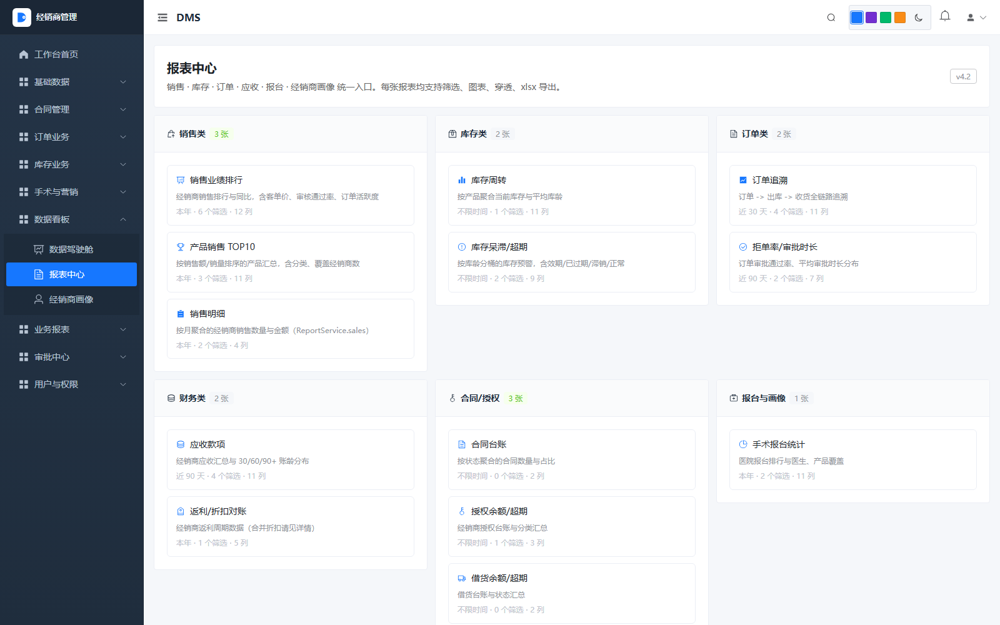 经销商管理
DMS
工作台首页
基础数据
合同管理
订单业务
库存业务
手术与营销
数据看板
数据驾驶舱
报表中心
经销商画像
业务报表
审批中心
用户与权限
报表中心
销售 · 库存 · 订单 · 应收 · 报台 · 经销商画像 统一入口。每张报表均支持筛选、图表、穿透、xlsx 导出。
v4.2
销售类 3 张
销售业绩排行
经销商销售排行与同比，含客单价、审核通过率、订单活跃度
本年 · 6 个筛选 · 12 列
产品销售 TOP10
按销售额/销量排序的产品汇总，含分类、覆盖经销商数
本年 · 3 个筛选 · 11 列
销售明细
按月聚合的经销商销售数量与金额（ReportService.sales）
本年 · 2 个筛选 · 4 列
库存类 2 张
库存周转
按产品聚合当前库存与平均库龄
不限时间 · 1 个筛选 · 11 列
库存呆滞/超期
按库龄分桶的库存预警，含效期/已过期/滞销/正常
不限时间 · 2 个筛选 · 9 列
订单类 2 张
订单追溯
订单 -> 出库 -> 收货全链路追溯
近 30 天 · 4 个筛选 · 11 列
拒单率/审批时长
订单审批通过率、平均审批时长分布
近 90 天 · 2 个筛选 · 7 列
财务类 2 张
应收款项
经销商应收汇总与 30/60/90+ 账龄分布
近 90 天 · 4 个筛选 · 11 列
返利/折扣对账
经销商返利周期数据（合并折扣请见详情）
本年 · 1 个筛选 · 5 列
合同/授权 3 张
合同台账
按状态聚合的合同数量与占比
不限时间 · 0 个筛选 · 2 列
授权余额/超期
经销商授权台账与分类汇总
不限时间 · 1 个筛选 · 3 列
借货余额/超期
借货台账与状态汇总
不限时间 · 0 个筛选 · 2 列
报台与画像 1 张
手术报台统计
医院报台排行与医生、产品覆盖
本年 · 2 个筛选 · 11 列